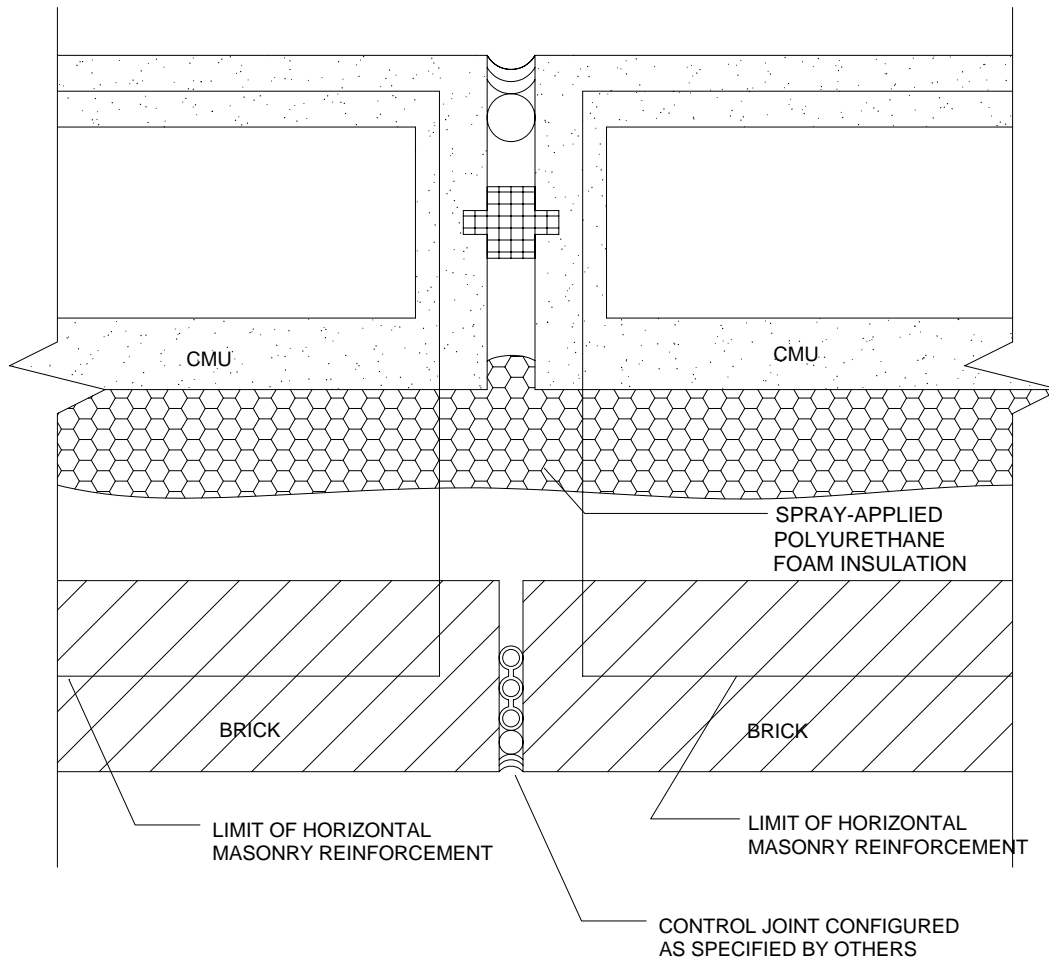 CMU
CMU
SPRAY-APPLIED
POLYURETHANE
FOAM INSULATION
BRICK
BRICK
LIMIT OF HORIZONTAL
MASONRY REINFORCEMENT
LIMIT OF HORIZONTAL
MASONRY REINFORCEMENT
CONTROL JOINT CONFIGURED
AS SPECIFIED BY OTHERS